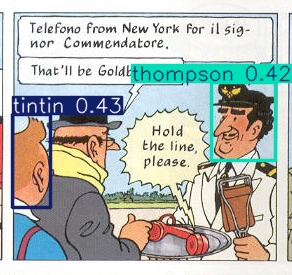 Telefono from New York for il sig-
nor Commendatore.
That'll be Gold
thompson 0.42
tintin 0.43
Hold
the line,
please.